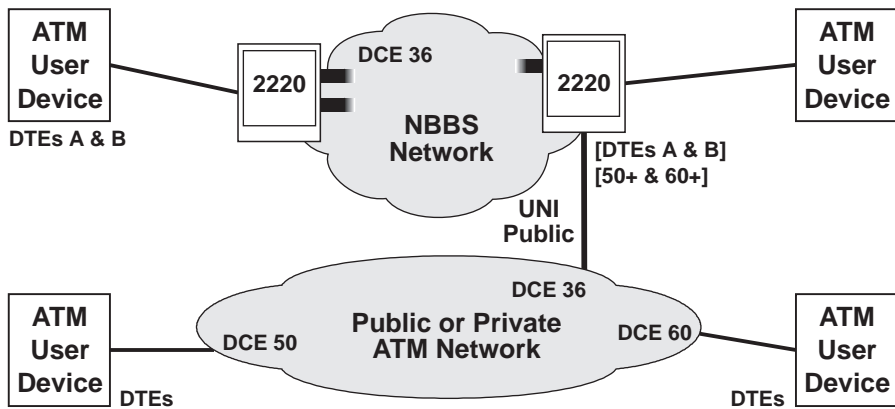 ATM
User
Device
DTEs A & B
2220
DCE 36
NBBS
Network
2220
ATM
User
Device
[DTEs A & B]
[50+ & 60+]
UNI
Public
ATM
User
Device
DTEs
DCE 50
DCE 36
Public or Private
ATM Network
DCE 60
ATM
User
Device
DTEs